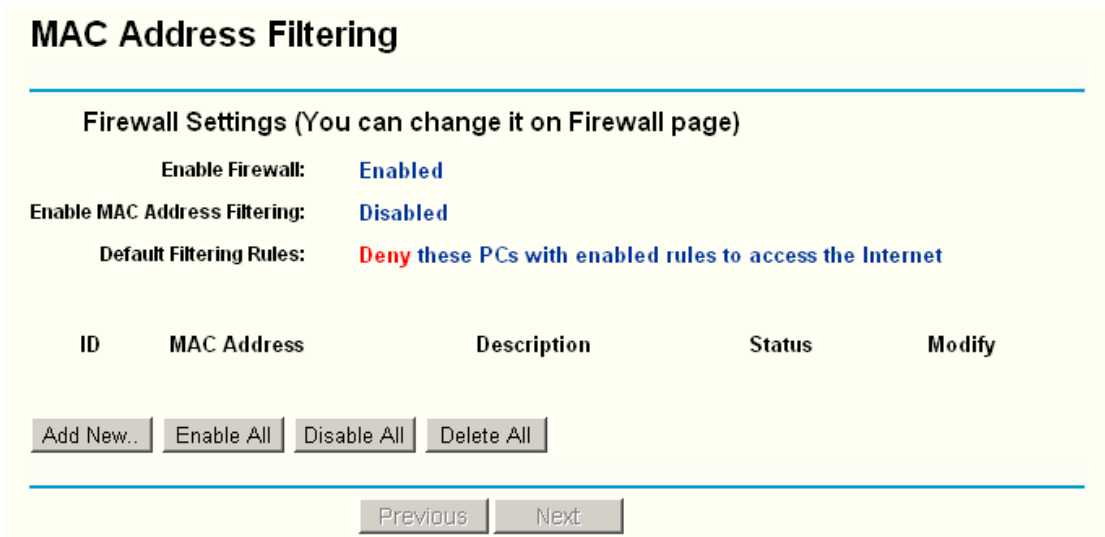 MAC Address Filtering
Firewall Settings (You can change it on Firewall page)
Enable Firewall: Enabled
Enable MAC Address Filtering: Disabled
Default Filtering Rules: Deny these PCs with enabled rules to access the Internet
ID MAC Address Description Status Modify
Add New.. Enable All Disable All Delete All
Previous Next